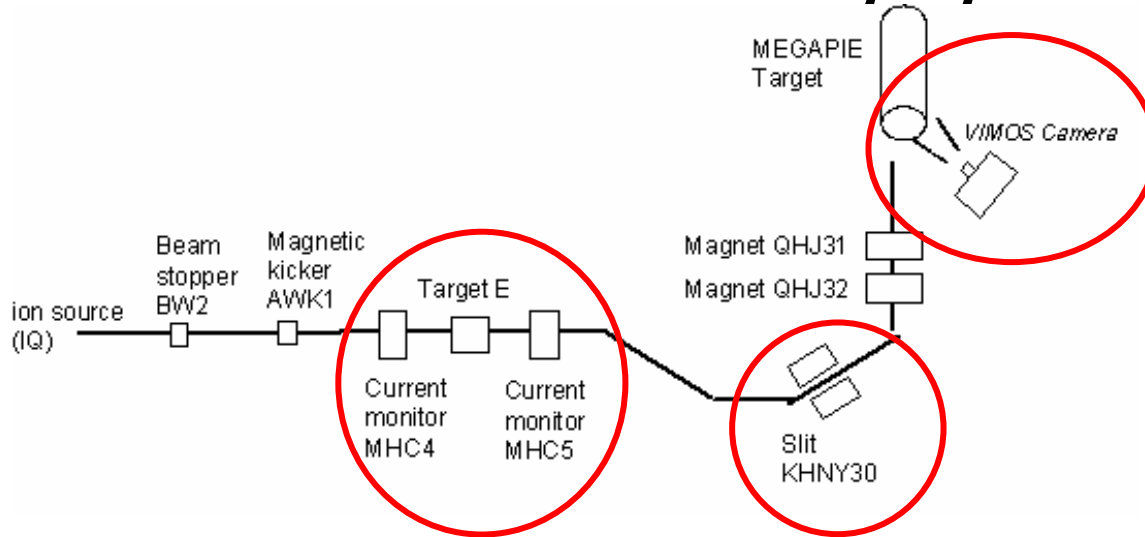 MEGAPIE
Target
VIMOS Camera
Magnet QHJ31
Magnet QHJ32
Beam
stopper
BW2
Magnetic
kicker
AWK1
Target E
ion source
(IQ)
Current
monitor
MHC4
Current
monitor
MHC5
Slit
KHNY30